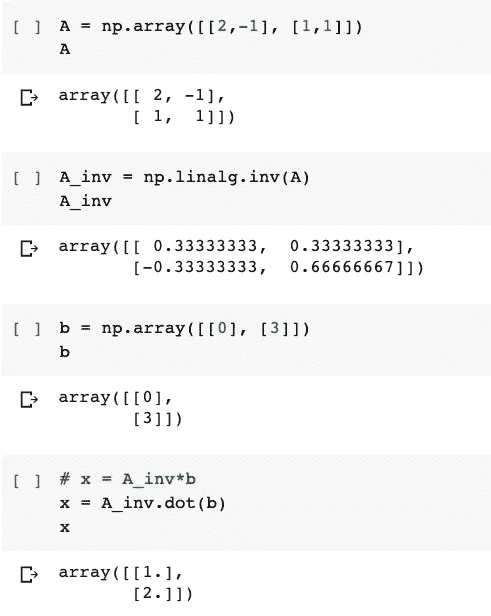 [ ] A = np.array([[2,-1], [1,1]])
A
array([[ 2, -1],
[ 1,  1]])
[ ] A_inv = np.linalg.inv(A)
A_inv
array([[ 0.33333333,  0.33333333],
[-0.33333333,  0.66666667]])
[ ] b = np.array([[0], [3]])
b
array([[0],
[3]])
[ ] # x = A_inv*b
x = A_inv.dot(b)
x
array([[1.],
[2.]])